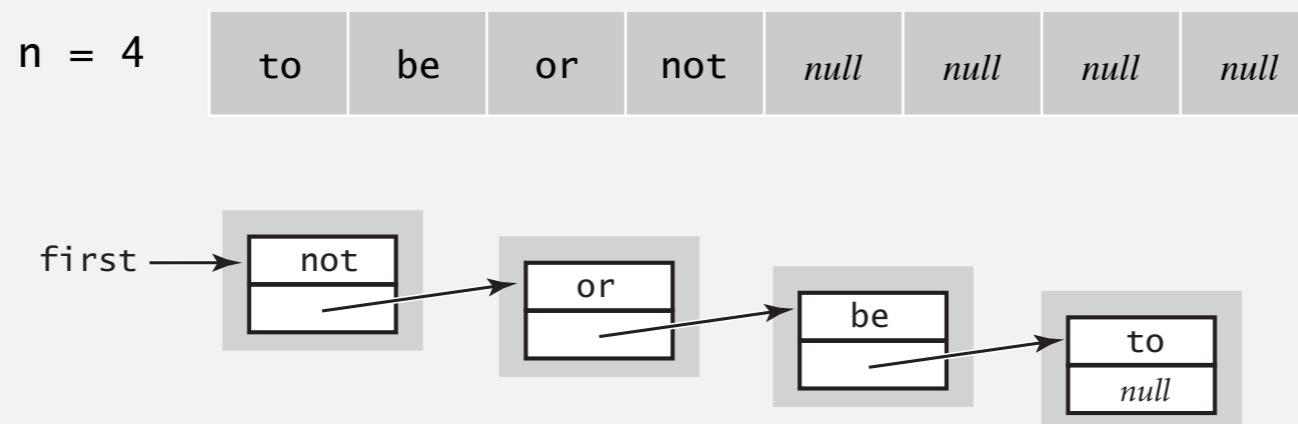 n = 4 to be or not null null null null
first not
or
be
to
null